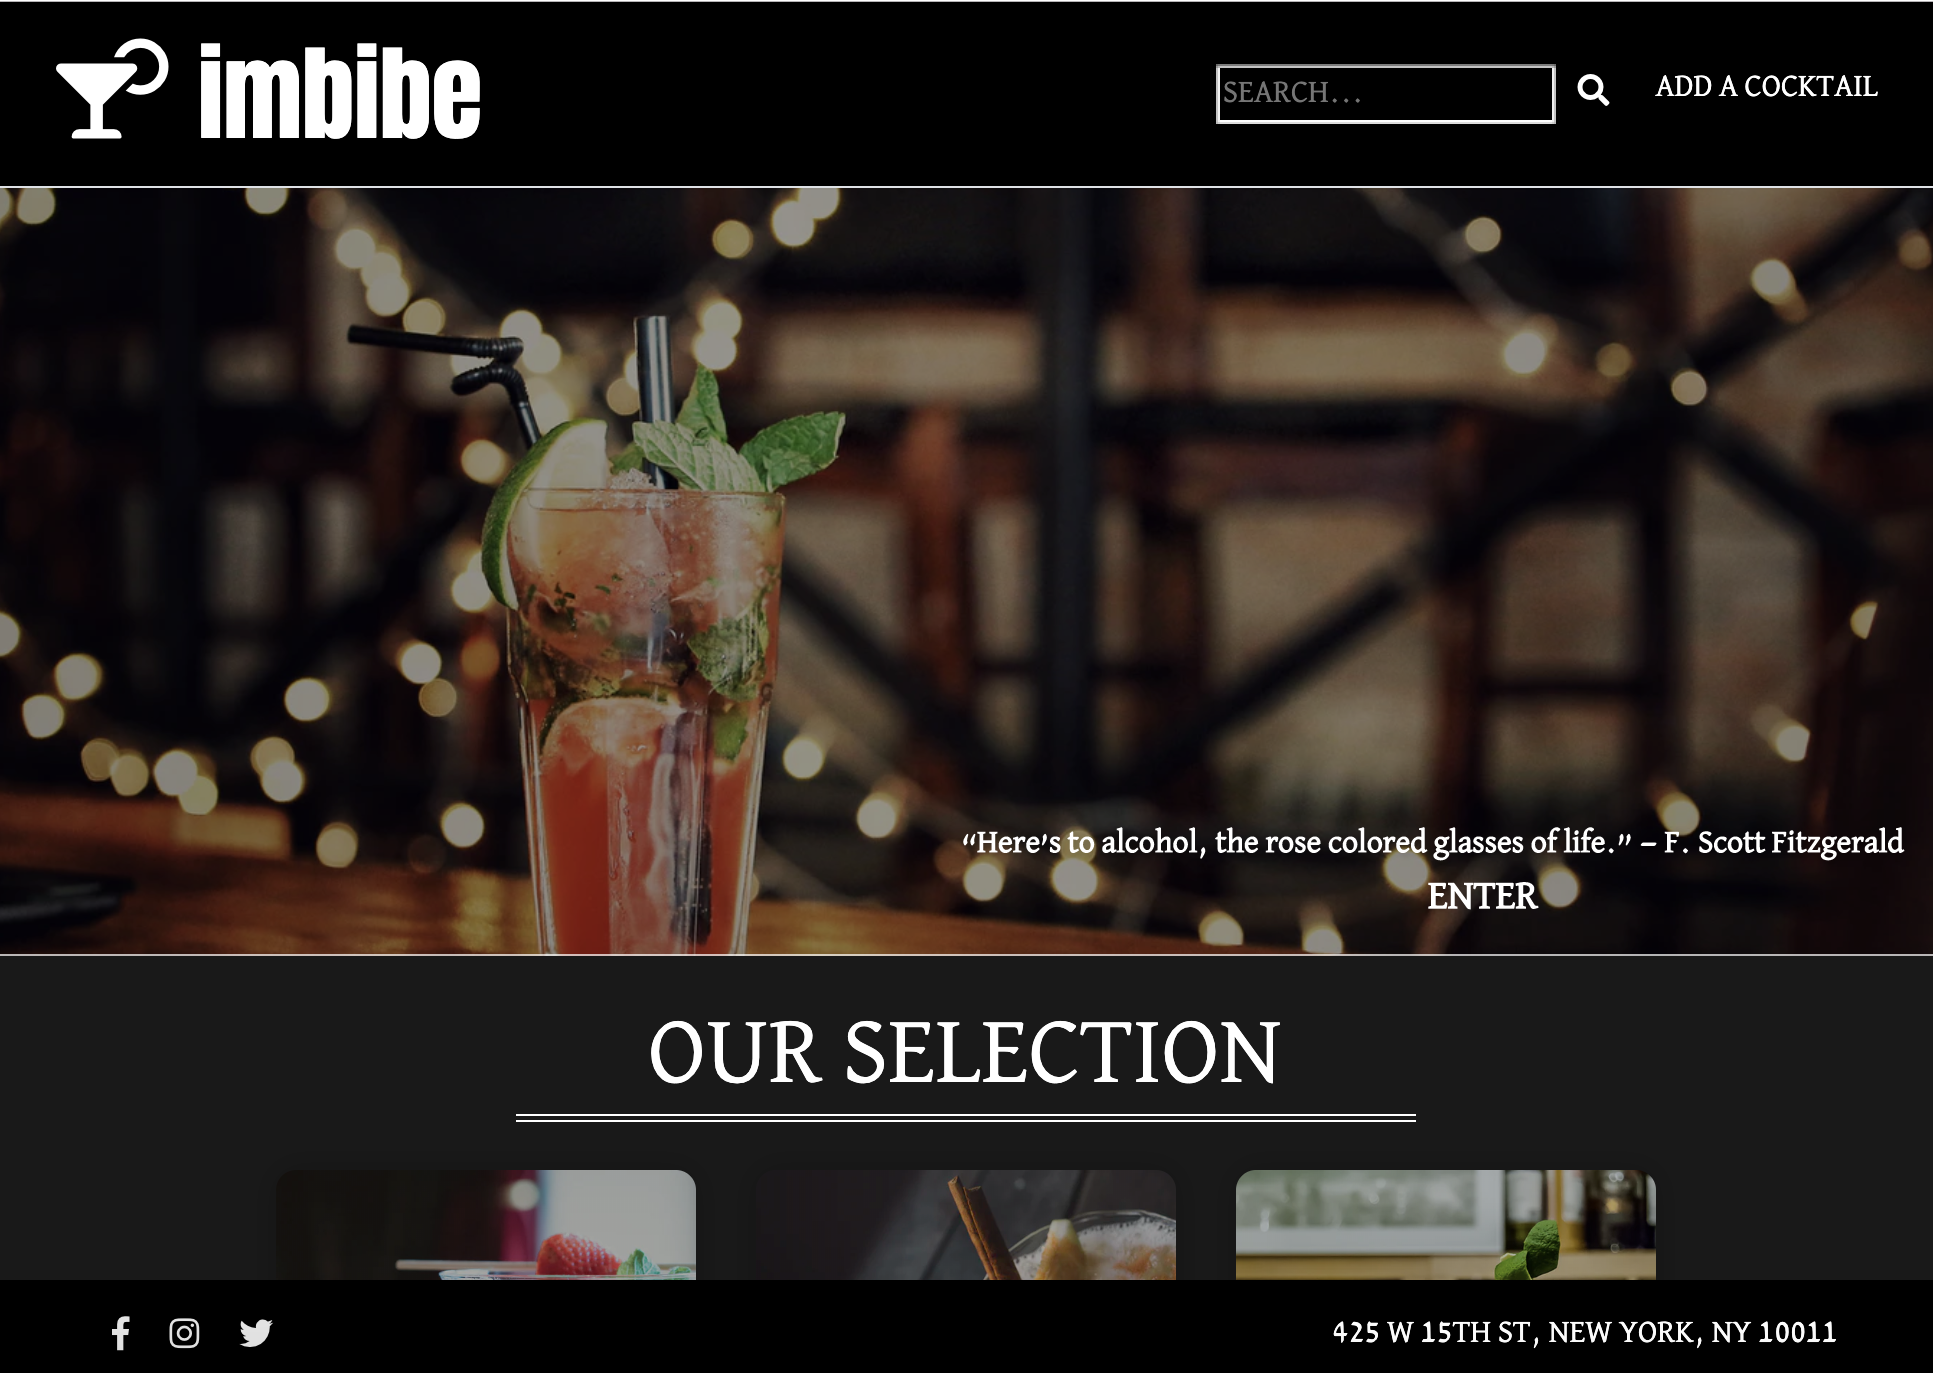 imbibe
SEARCH...
ADD A COCKTAIL
“Here’s to alcohol, the rose colored glasses of life.” – F. Scott Fitzgerald
ENTER
OUR SELECTION
425 W 15TH ST, NEW YORK, NY 10011